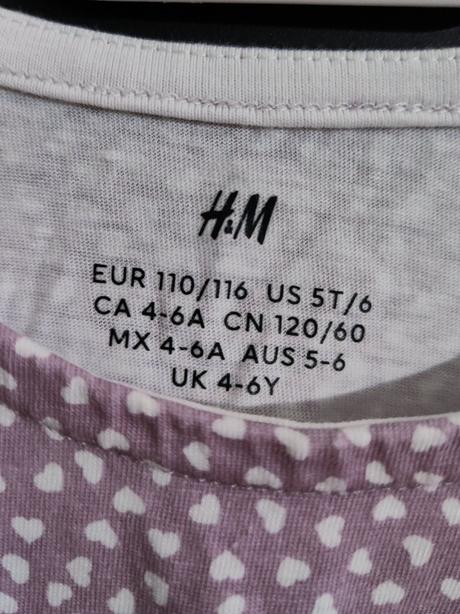 H&M
EUR 110/116 US 5T/6
CA 4-6A CN 120/60
MX 4-6A AUS 5-6
UK 4-6Y